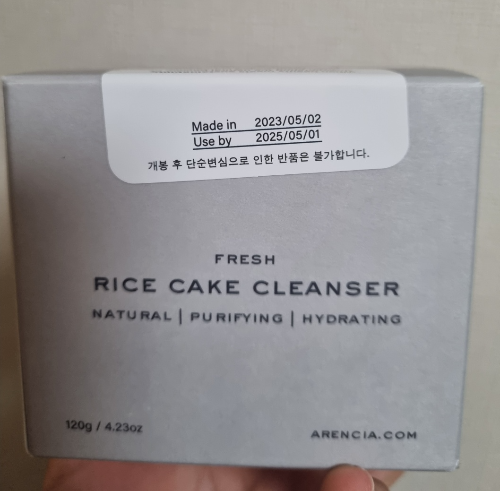 Made in 2023/05/02
Use by 2025/05/01
개봉 후 단순변심으로 인한 반품은 불가합니다.
FRESH
RICE CAKE CLEANSER
NATURAL | PURIFYING | HYDRATING
120g / 4.23oz
ARENCIA.COM